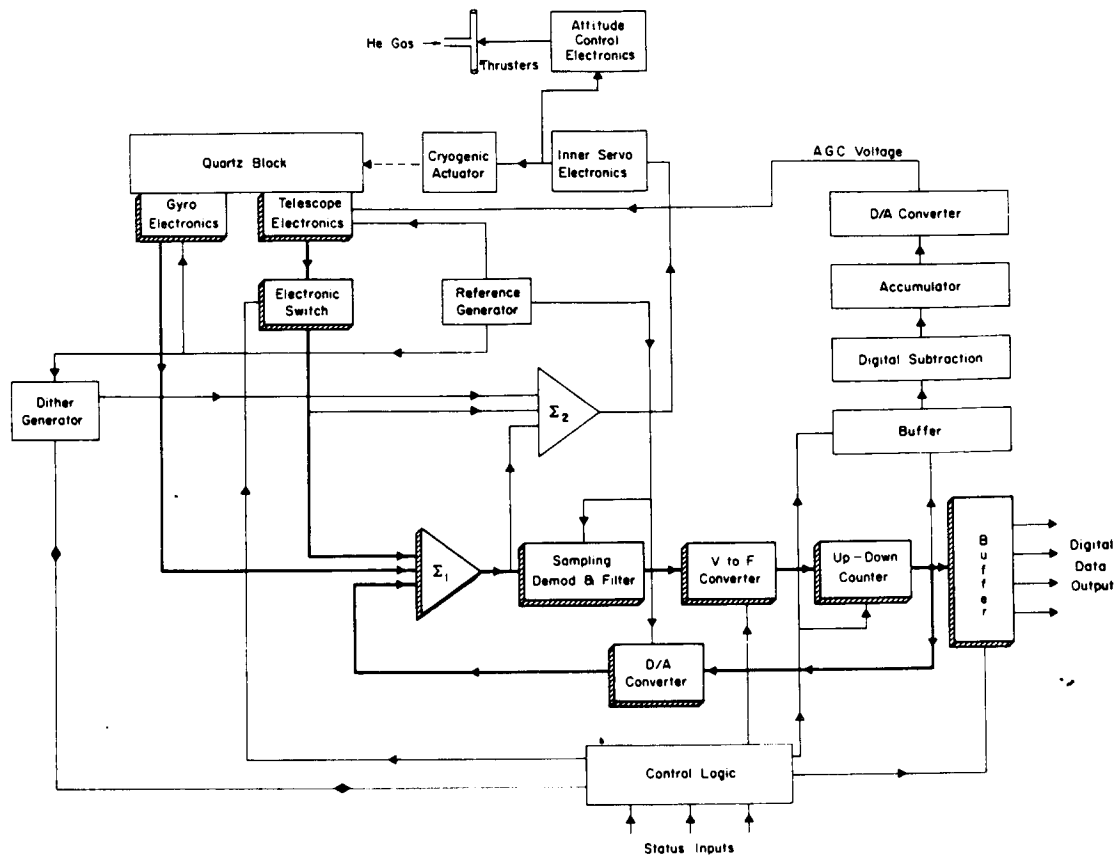 He Gas
Thrusters
Attitude
Control
Electronics
Quartz Block
Cryogenic
Actuator
Inner Servo
Electronics
AGC Voltage
Gyro
Electronics
Telescope
Electronics
D/A Converter
Electronic
Switch
Reference
Generator
Accumulator
Digital Subtraction
Dither
Generator
Σ2
Buffer
Σ1
Sampling
Demod & Filter
V to F
Converter
Up-Down
Counter
Buffer
Digital
Data
Output
D/A
Converter
Control Logic
Status Inputs